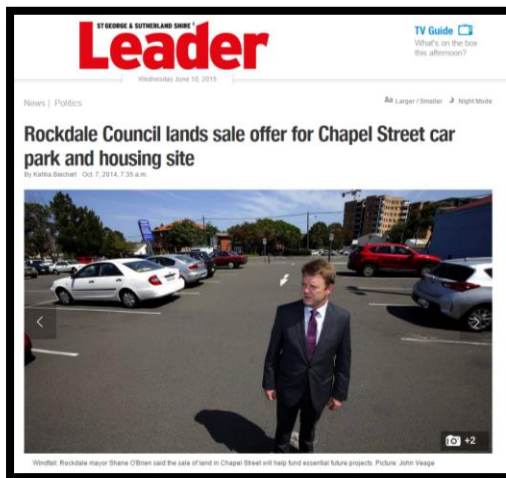 ST GEORGE & SUTHERLAND SHIRE
Leader
TV Guide
What's on the box
this afternoon?
Wednesday June 10, 2015
News | Politics
Aa Larger / Smaller Night Mode
Rockdale Council lands sale offer for Chapel Street car
park and housing site
By Kahlia Beichert Oct. 7, 2014, 7:35 a.m.
+2
Windfall: Rockdale mayor Shane O'Brien said the sale of land in Chapel Street will help fund essential future projects. Picture: John Veage